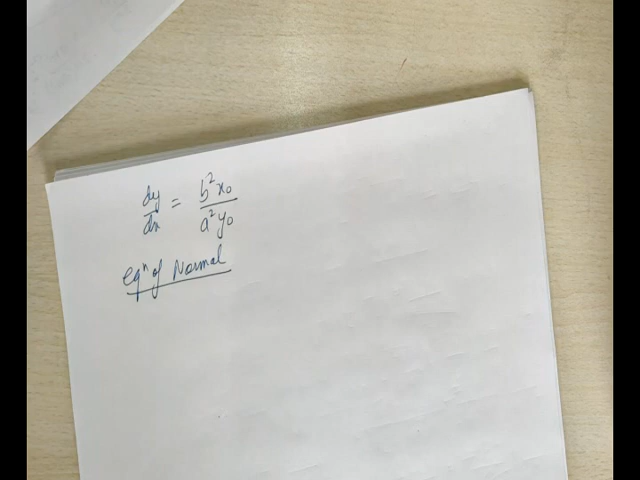 dy/dx = b²x₀/a²y₀
eqⁿ of Normal